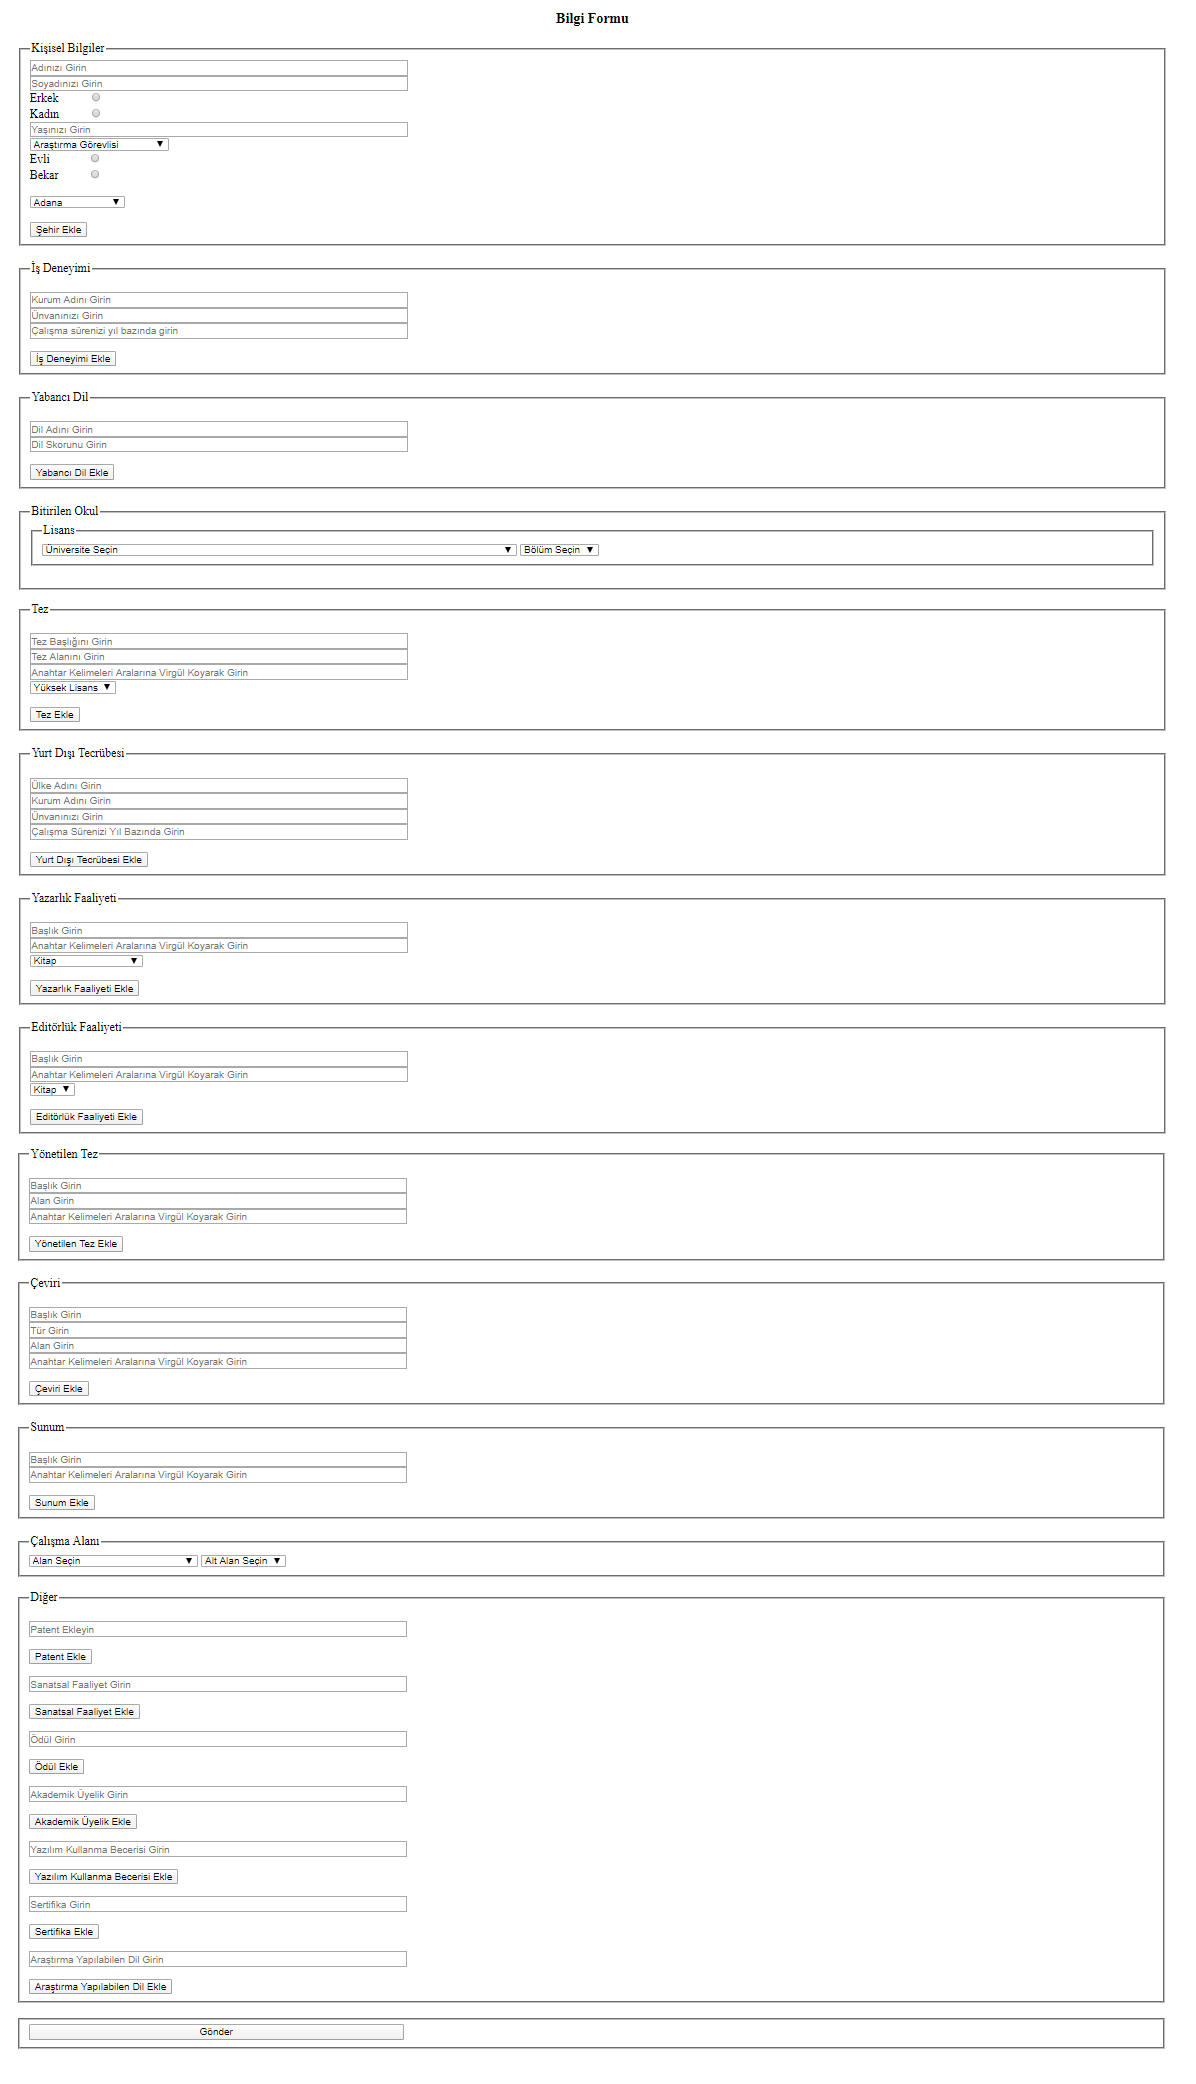 Bilgi Formu
Kişisel Bilgiler
Adınızı Girin
Soyadınızı Girin
Erkek
Kadın
Yaşınızı Girin
Araştırma Görevlisi
Evli
Bekar
Adana
Şehir Ekle
İş Deneyimi
Kurum Adını Girin
Ünvanınızı Girin
Çalışma sürenizi yıl bazında girin
İş Deneyimi Ekle
Yabancı Dil
Dil Adını Girin
Dil Skorunu Girin
Yabancı Dil Ekle
Bitirilen Okul
Lisans
Üniversite Seçin Bölüm Seçin
Tez
Tez Başlığını Girin
Tez Alanını Girin
Anahtar Kelimeleri Aralarına Virgül Koyarak Girin
Yüksek Lisans
Tez Ekle
Yurt Dışı Tecrübesi
Ülke Adını Girin
Kurum Adını Girin
Ünvanınızı Girin
Çalışma Sürenizi Yıl Bazında Girin
Yurt Dışı Tecrübesi Ekle
Yazarlık Faaliyeti
Başlık Girin
Anahtar Kelimeleri Aralarına Virgül Koyarak Girin
Kitap
Yazarlık Faaliyeti Ekle
Editörlük Faaliyeti
Başlık Girin
Anahtar Kelimeleri Aralarına Virgül Koyarak Girin
Kitap
Editörlük Faaliyeti Ekle
Yönetilen Tez
Başlık Girin
Alan Girin
Anahtar Kelimeleri Aralarına Virgül Koyarak Girin
Yönetilen Tez Ekle
Çeviri
Başlık Girin
Tür Girin
Alan Girin
Anahtar Kelimeleri Aralarına Virgül Koyarak Girin
Çeviri Ekle
Sunum
Başlık Girin
Anahtar Kelimeleri Aralarına Virgül Koyarak Girin
Sunum Ekle
Çalışma Alanı
Alan Seçin Alt Alan Seçin
Diğer
Patent Ekleyin
Patent Ekle
Sanatsal Faaliyet Girin
Sanatsal Faaliyet Ekle
Ödül Girin
Ödül Ekle
Akademik Üyelik Girin
Akademik Üyelik Ekle
Yazılım Kullanma Becerisi Girin
Yazılım Kullanma Becerisi Ekle
Sertifika Girin
Sertifika Ekle
Araştırma Yapılabilen Dil Girin
Araştırma Yapılabilen Dil Ekle
Gönder